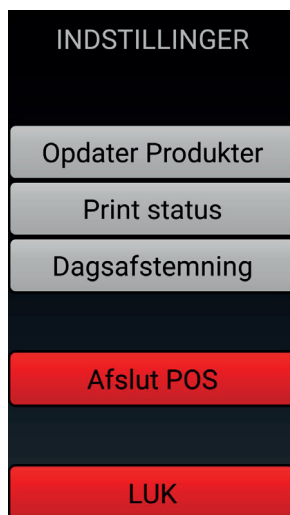 INDSTILLINGER
Opdater Produkter
Print status
Dagsafstemning
Afslut POS
LUK